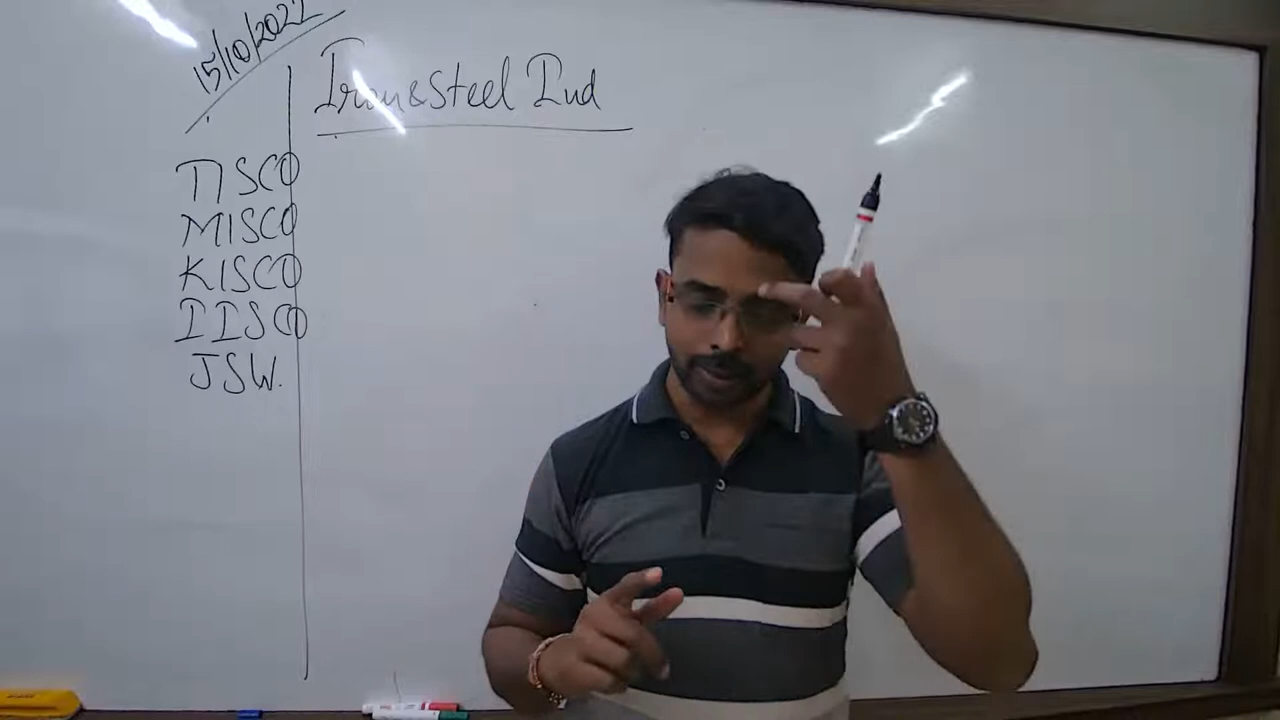 15/10/2022
Iron & Steel Ind
TISCO
MISCO
KISCO
IISCO
JSW.